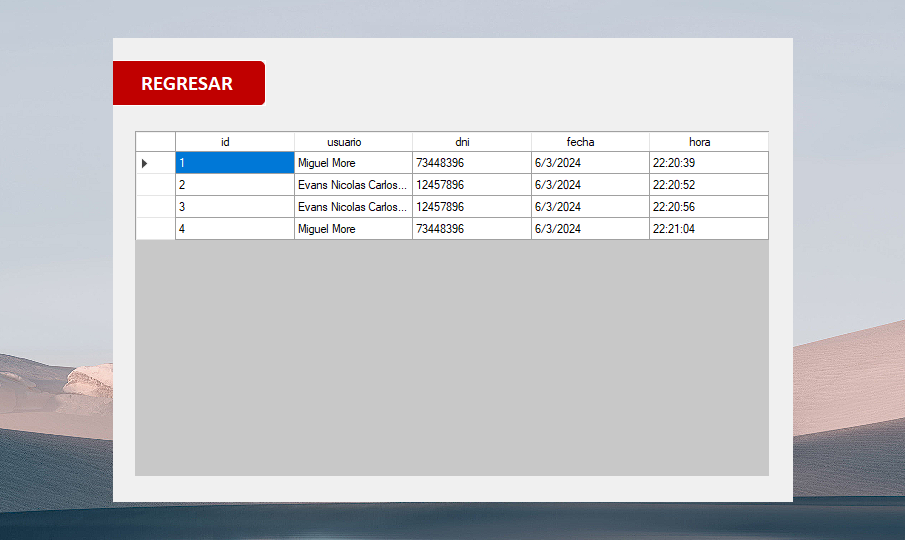 REGRESAR
id usuario dni fecha hora
1 Miguel More 73448396 6/3/2024 22:20:39
2 Evans Nicolas Carlos... 12457896 6/3/2024 22:20:52
3 Evans Nicolas Carlos... 12457896 6/3/2024 22:20:56
4 Miguel More 73448396 6/3/2024 22:21:04